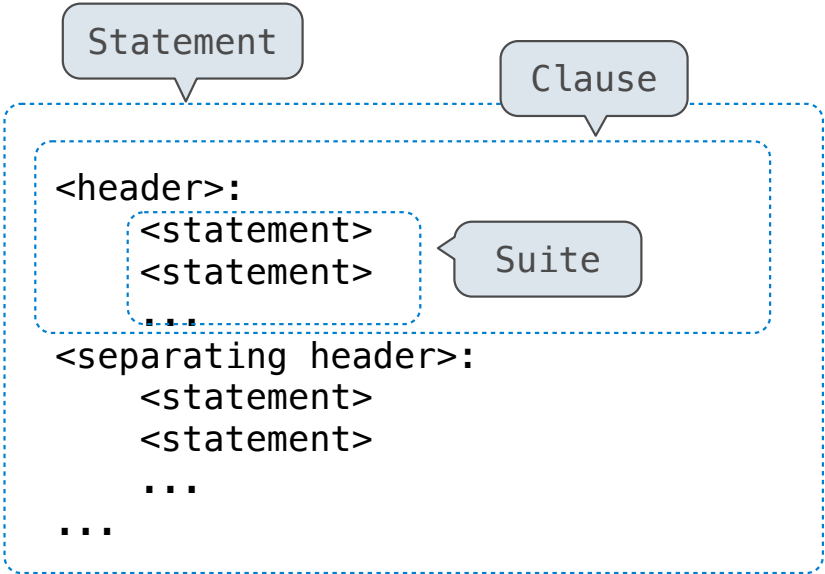 Statement
Clause
<header>:
<statement>
Suite
<statement>
...
<separating header>:
<statement>
<statement>
...
...